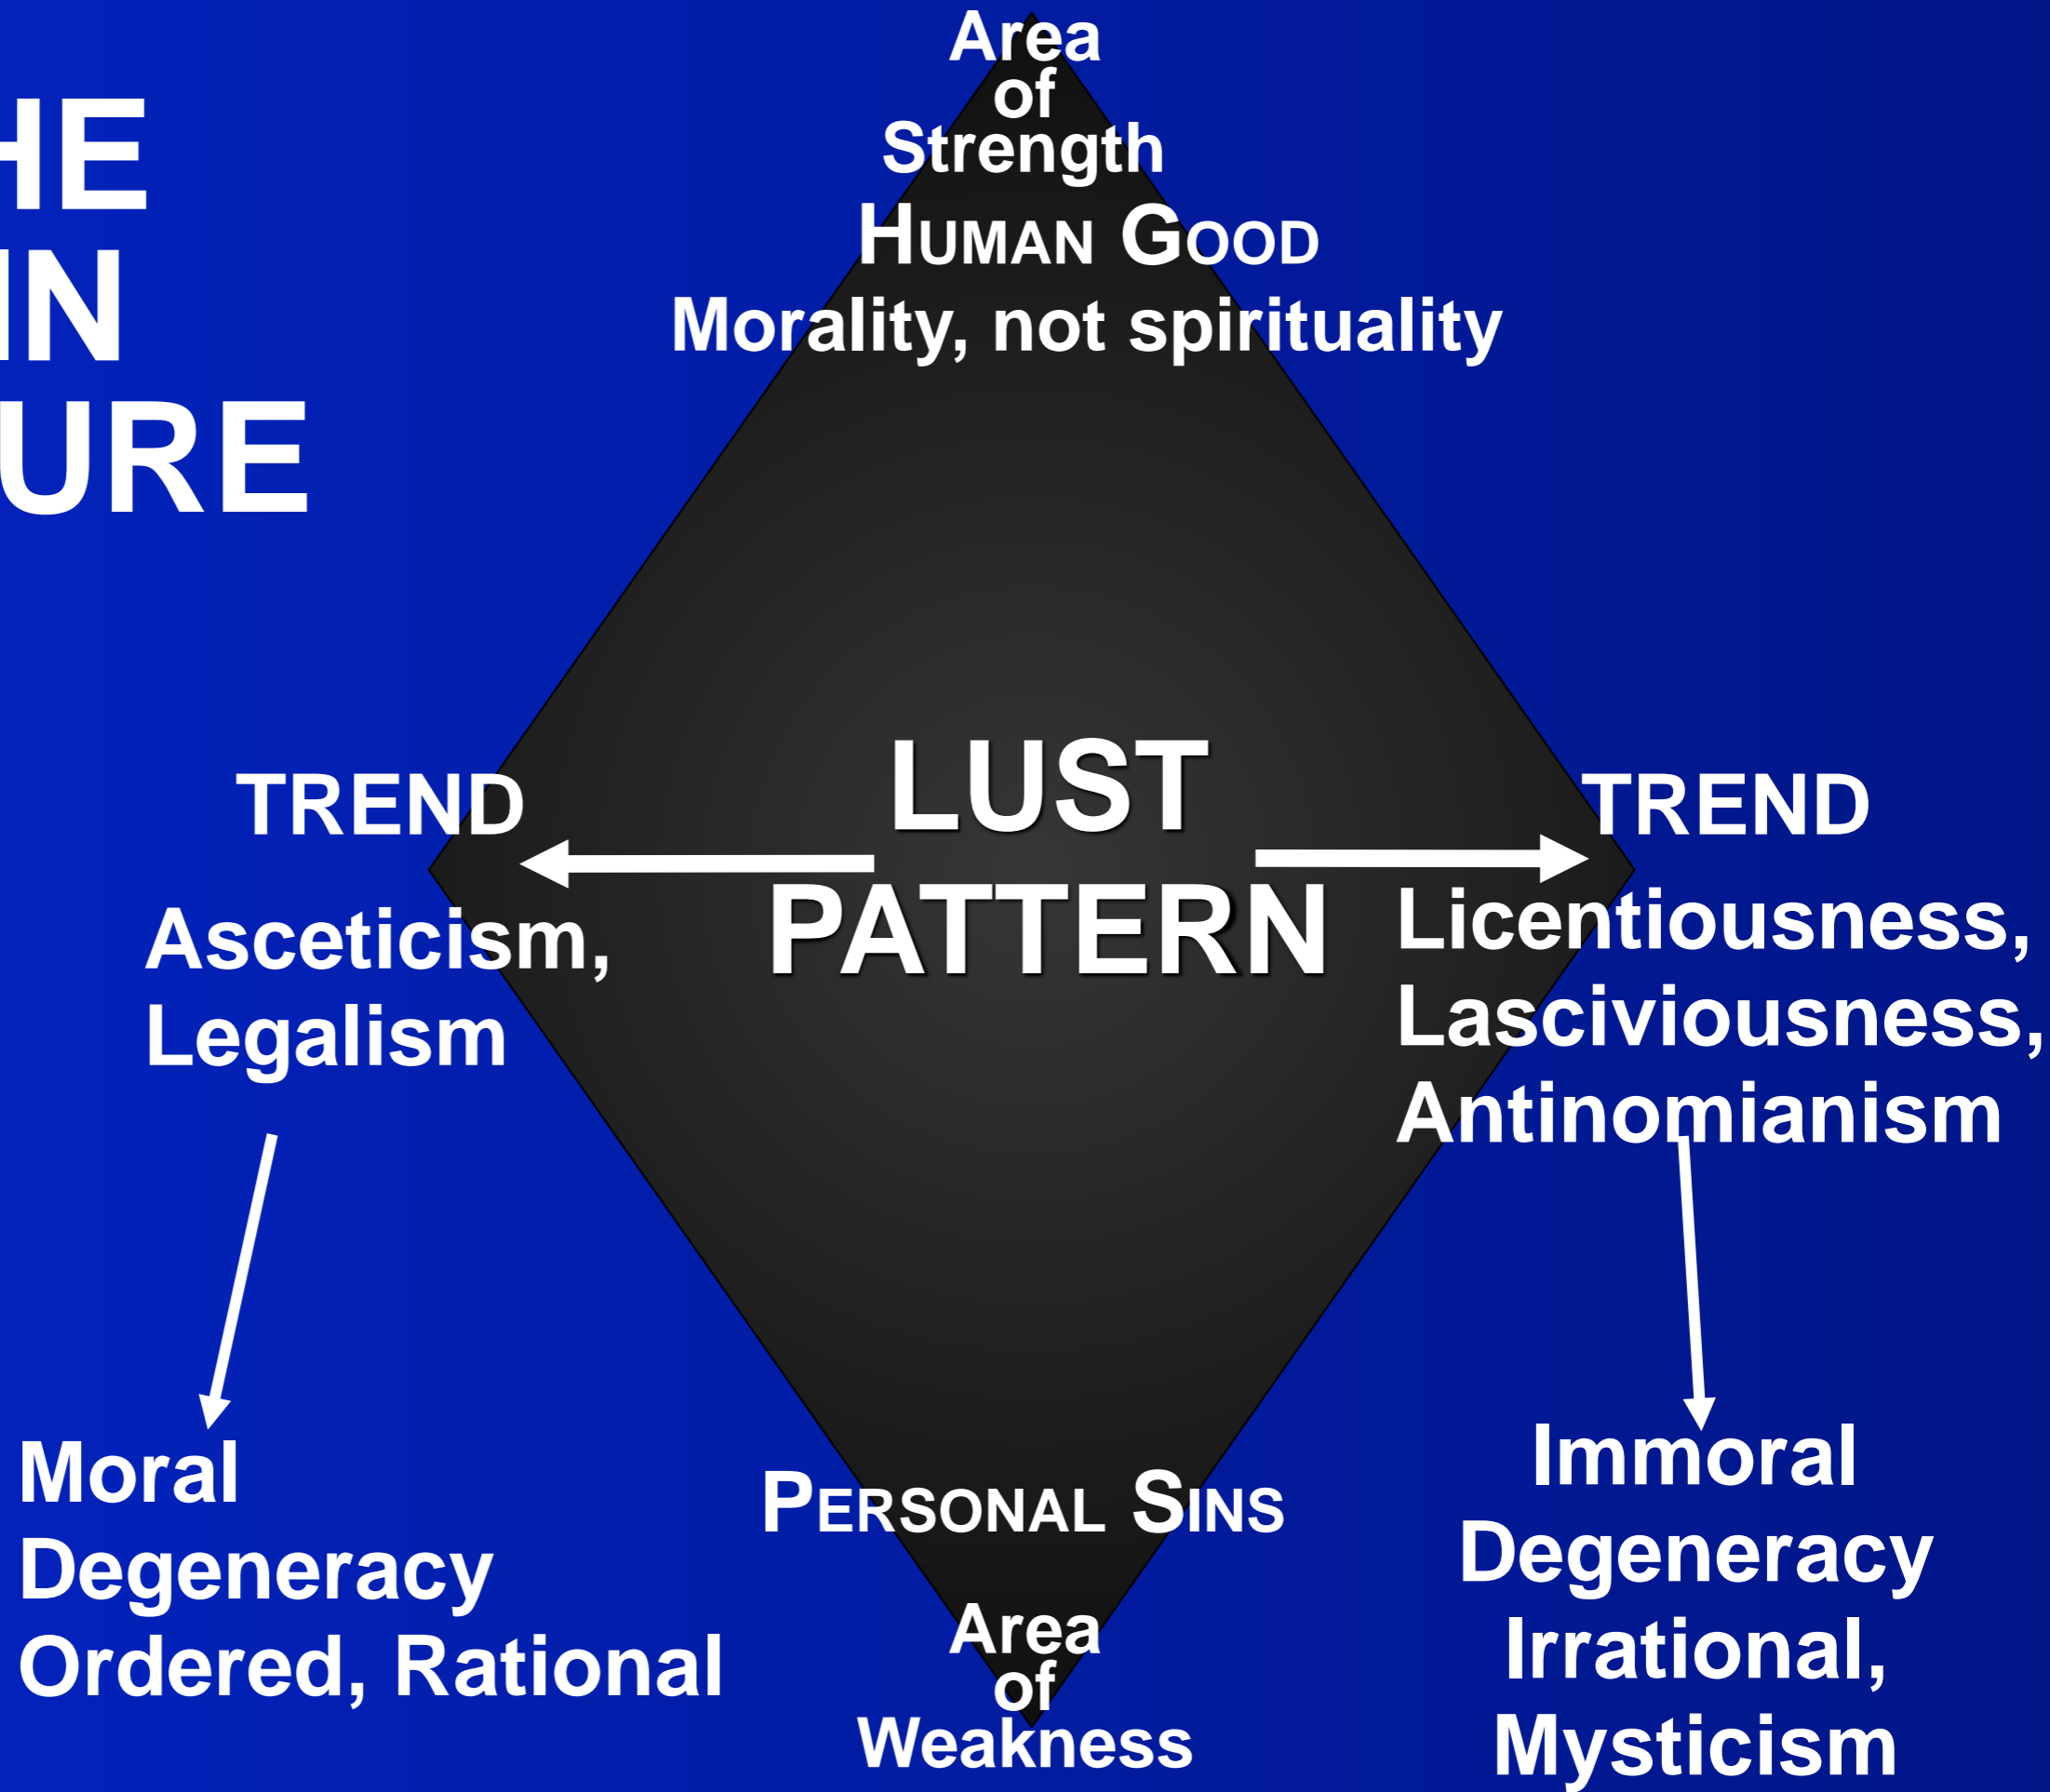 HE
IN
URE
Area
of
Strength
HUMAN GOOD
Morality, not spirituality
LUST
PATTERN
TREND
Asceticism,
Legalism
TREND
Licentiousness,
Lasciviousness,
Antinomianism
Moral
Degeneracy
Ordered, Rational
PERSONAL SINS
Area
of
Weakness
Immoral
Degeneracy
Irrational,
Mysticism